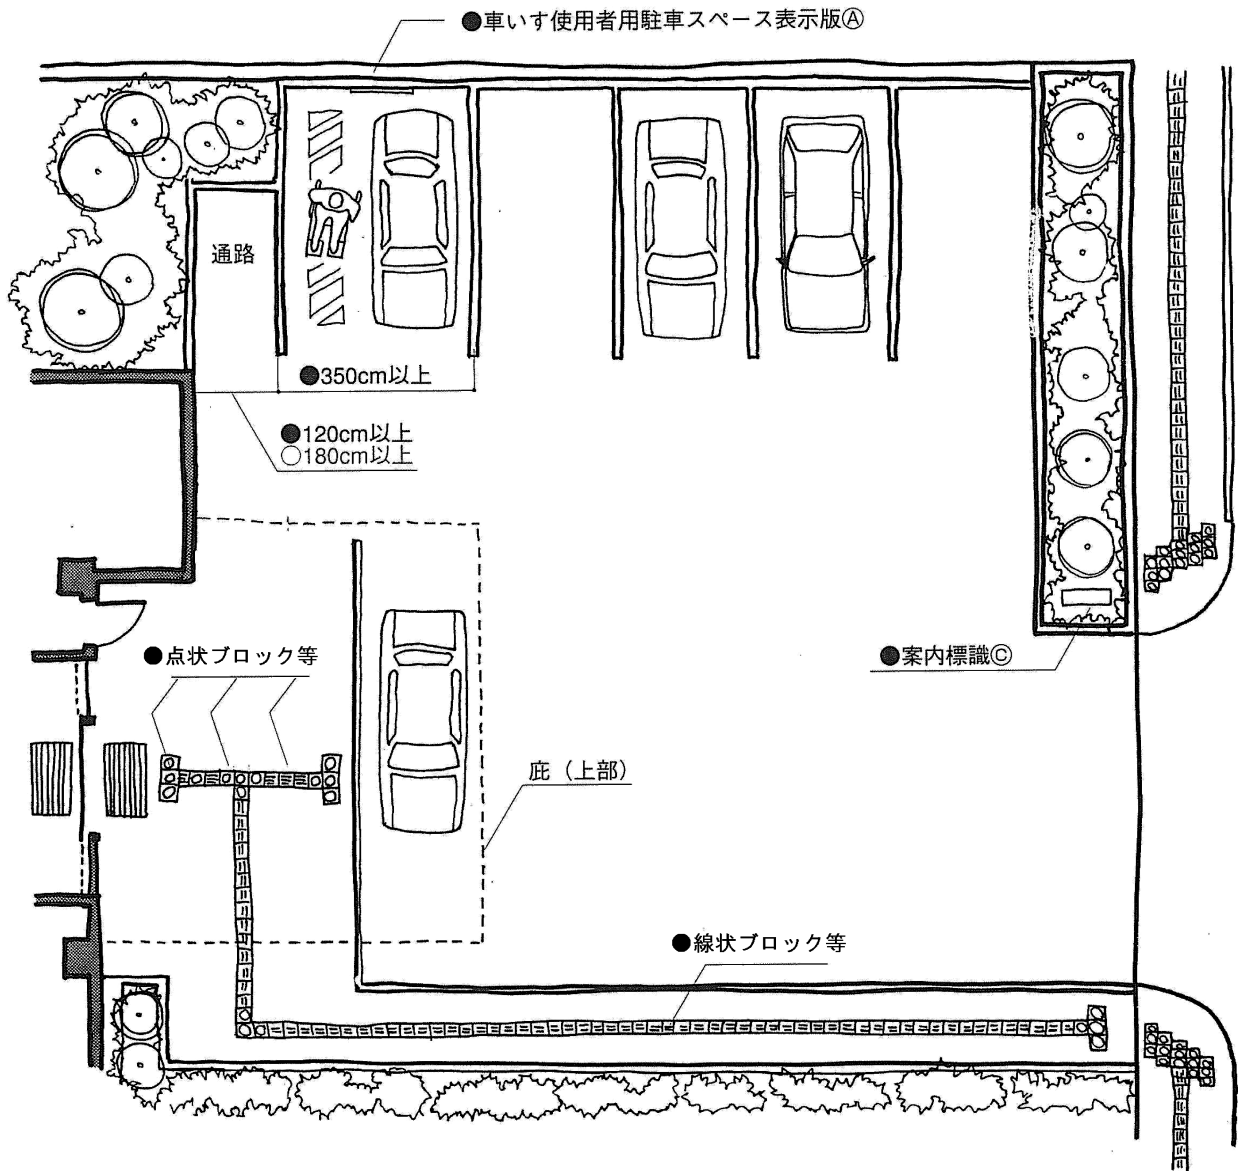 ●車いす使用者用駐車スペース表示版Ⓐ
通路
●350cm以上
●120cm以上
○180cm以上
●点状ブロック等
●案内標識Ⓒ
庇（上部）
●線状ブロック等